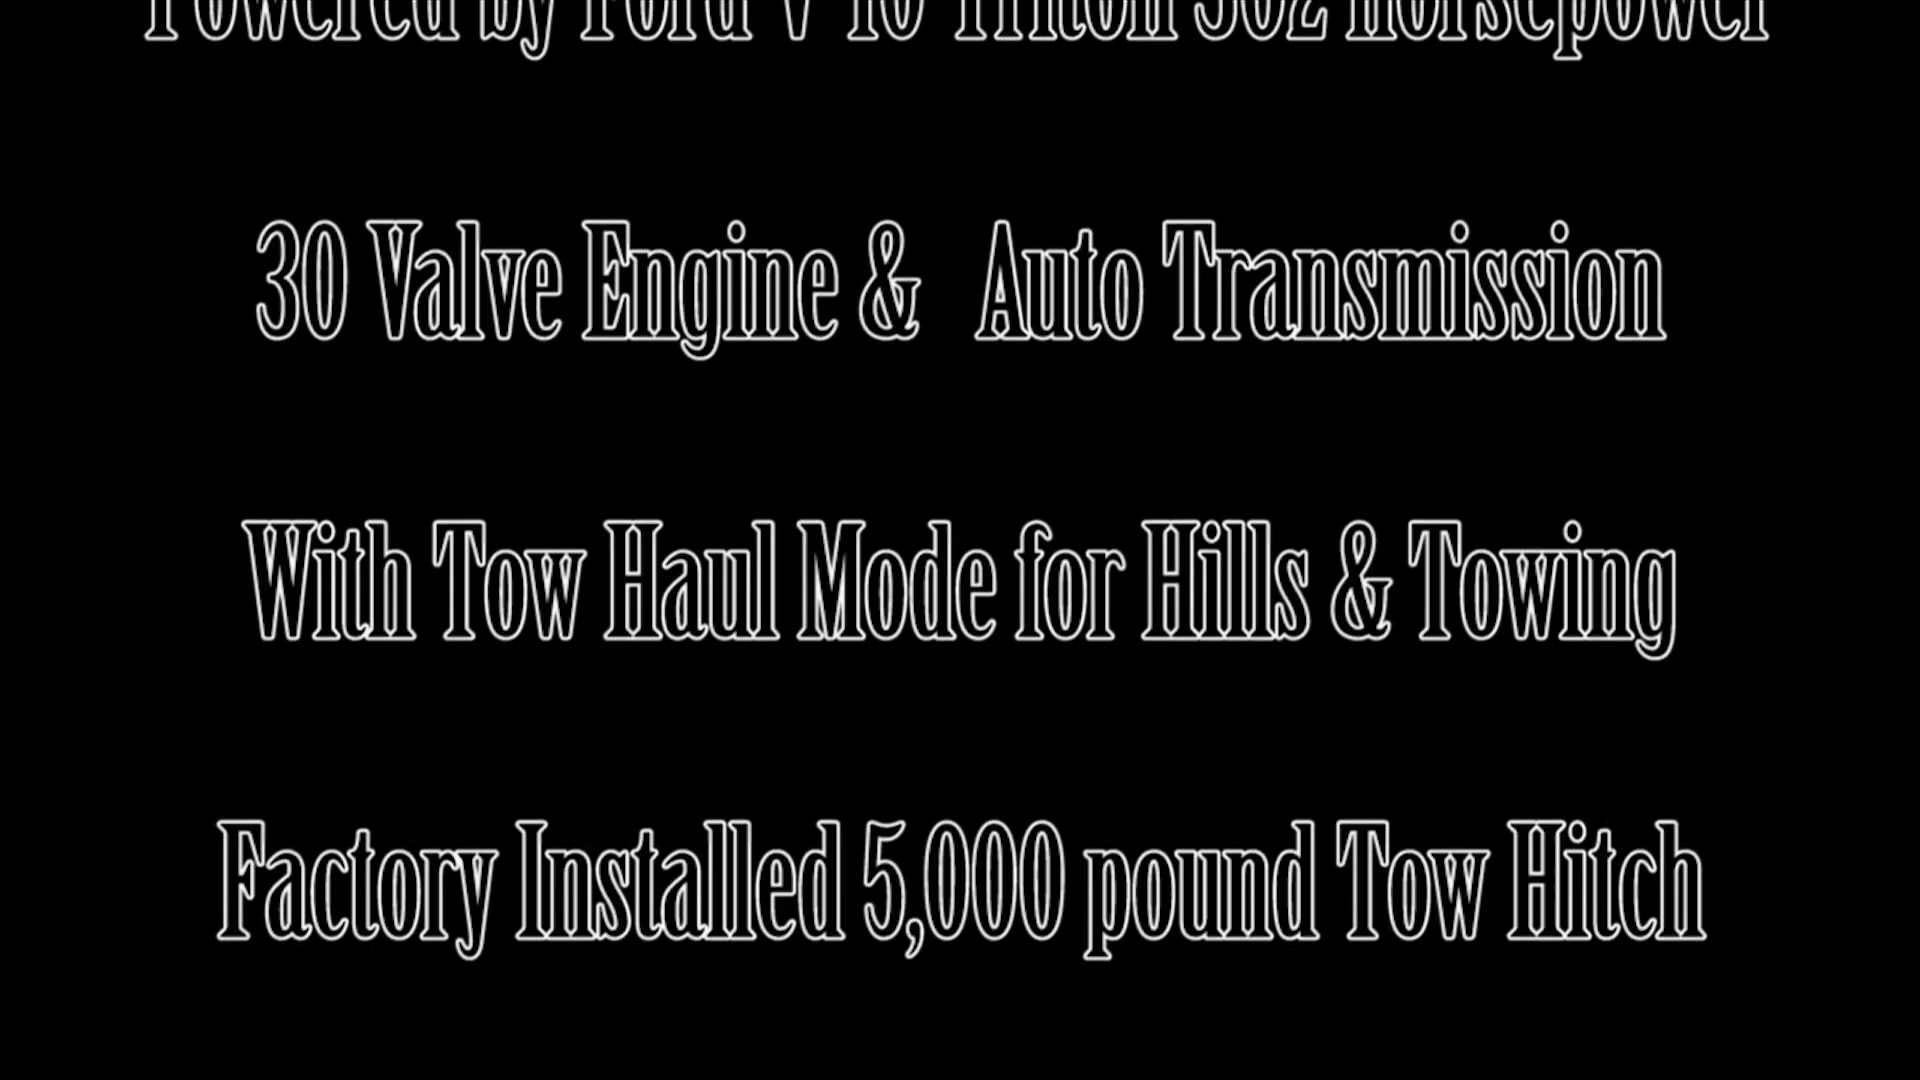 Powered by Ford V-10 Triton 362 Horsepower
30 Valve Engine & Auto Transmission
With Tow Haul Mode for Hills & Towing
Factory Installed 5,000 pound Tow Hitch